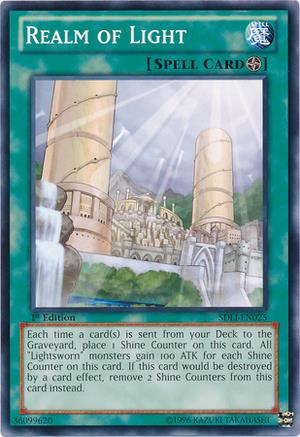 REALM OF LIGHT
魔
[SPELL CARD]
1st Edition
SDLI-EN025
Each time a card(s) is sent from your Deck to the
Graveyard, place 1 Shine Counter on this card. All
"Lightsworn" monsters gain 100 ATK for each Shine
Counter on this card. If this card would be destroyed
by a card effect, remove 2 Shine Counters from this
card instead.
36099620
©1996 KAZUKI TAKAHASHI